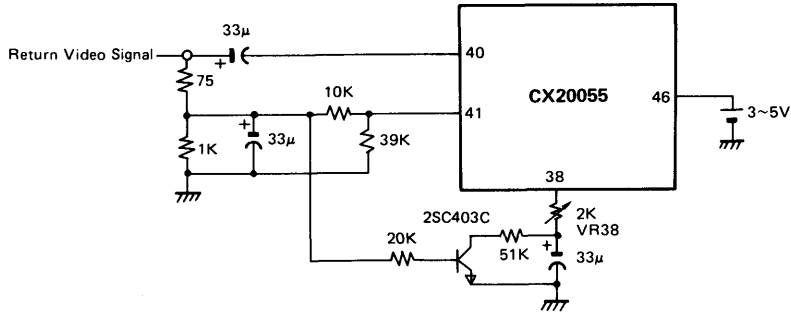 33μ
Return Video Signal
+
40
75
10K
CX20055
46
3~5V
+
33μ
41
1K
39K
38
2SC403C
2K
VR38
20K
51K
+
33μ